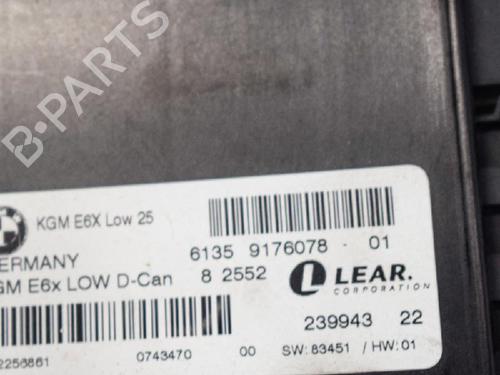 B-PARTS
KGM E6X Low 25
6135 9176078 - 01
ERMANY
GM E6x LOW D-Can 8 2552
LEAR.
CORPORATION
239943 22
2256861 0743470 00 SW: 83451 / HW: 01